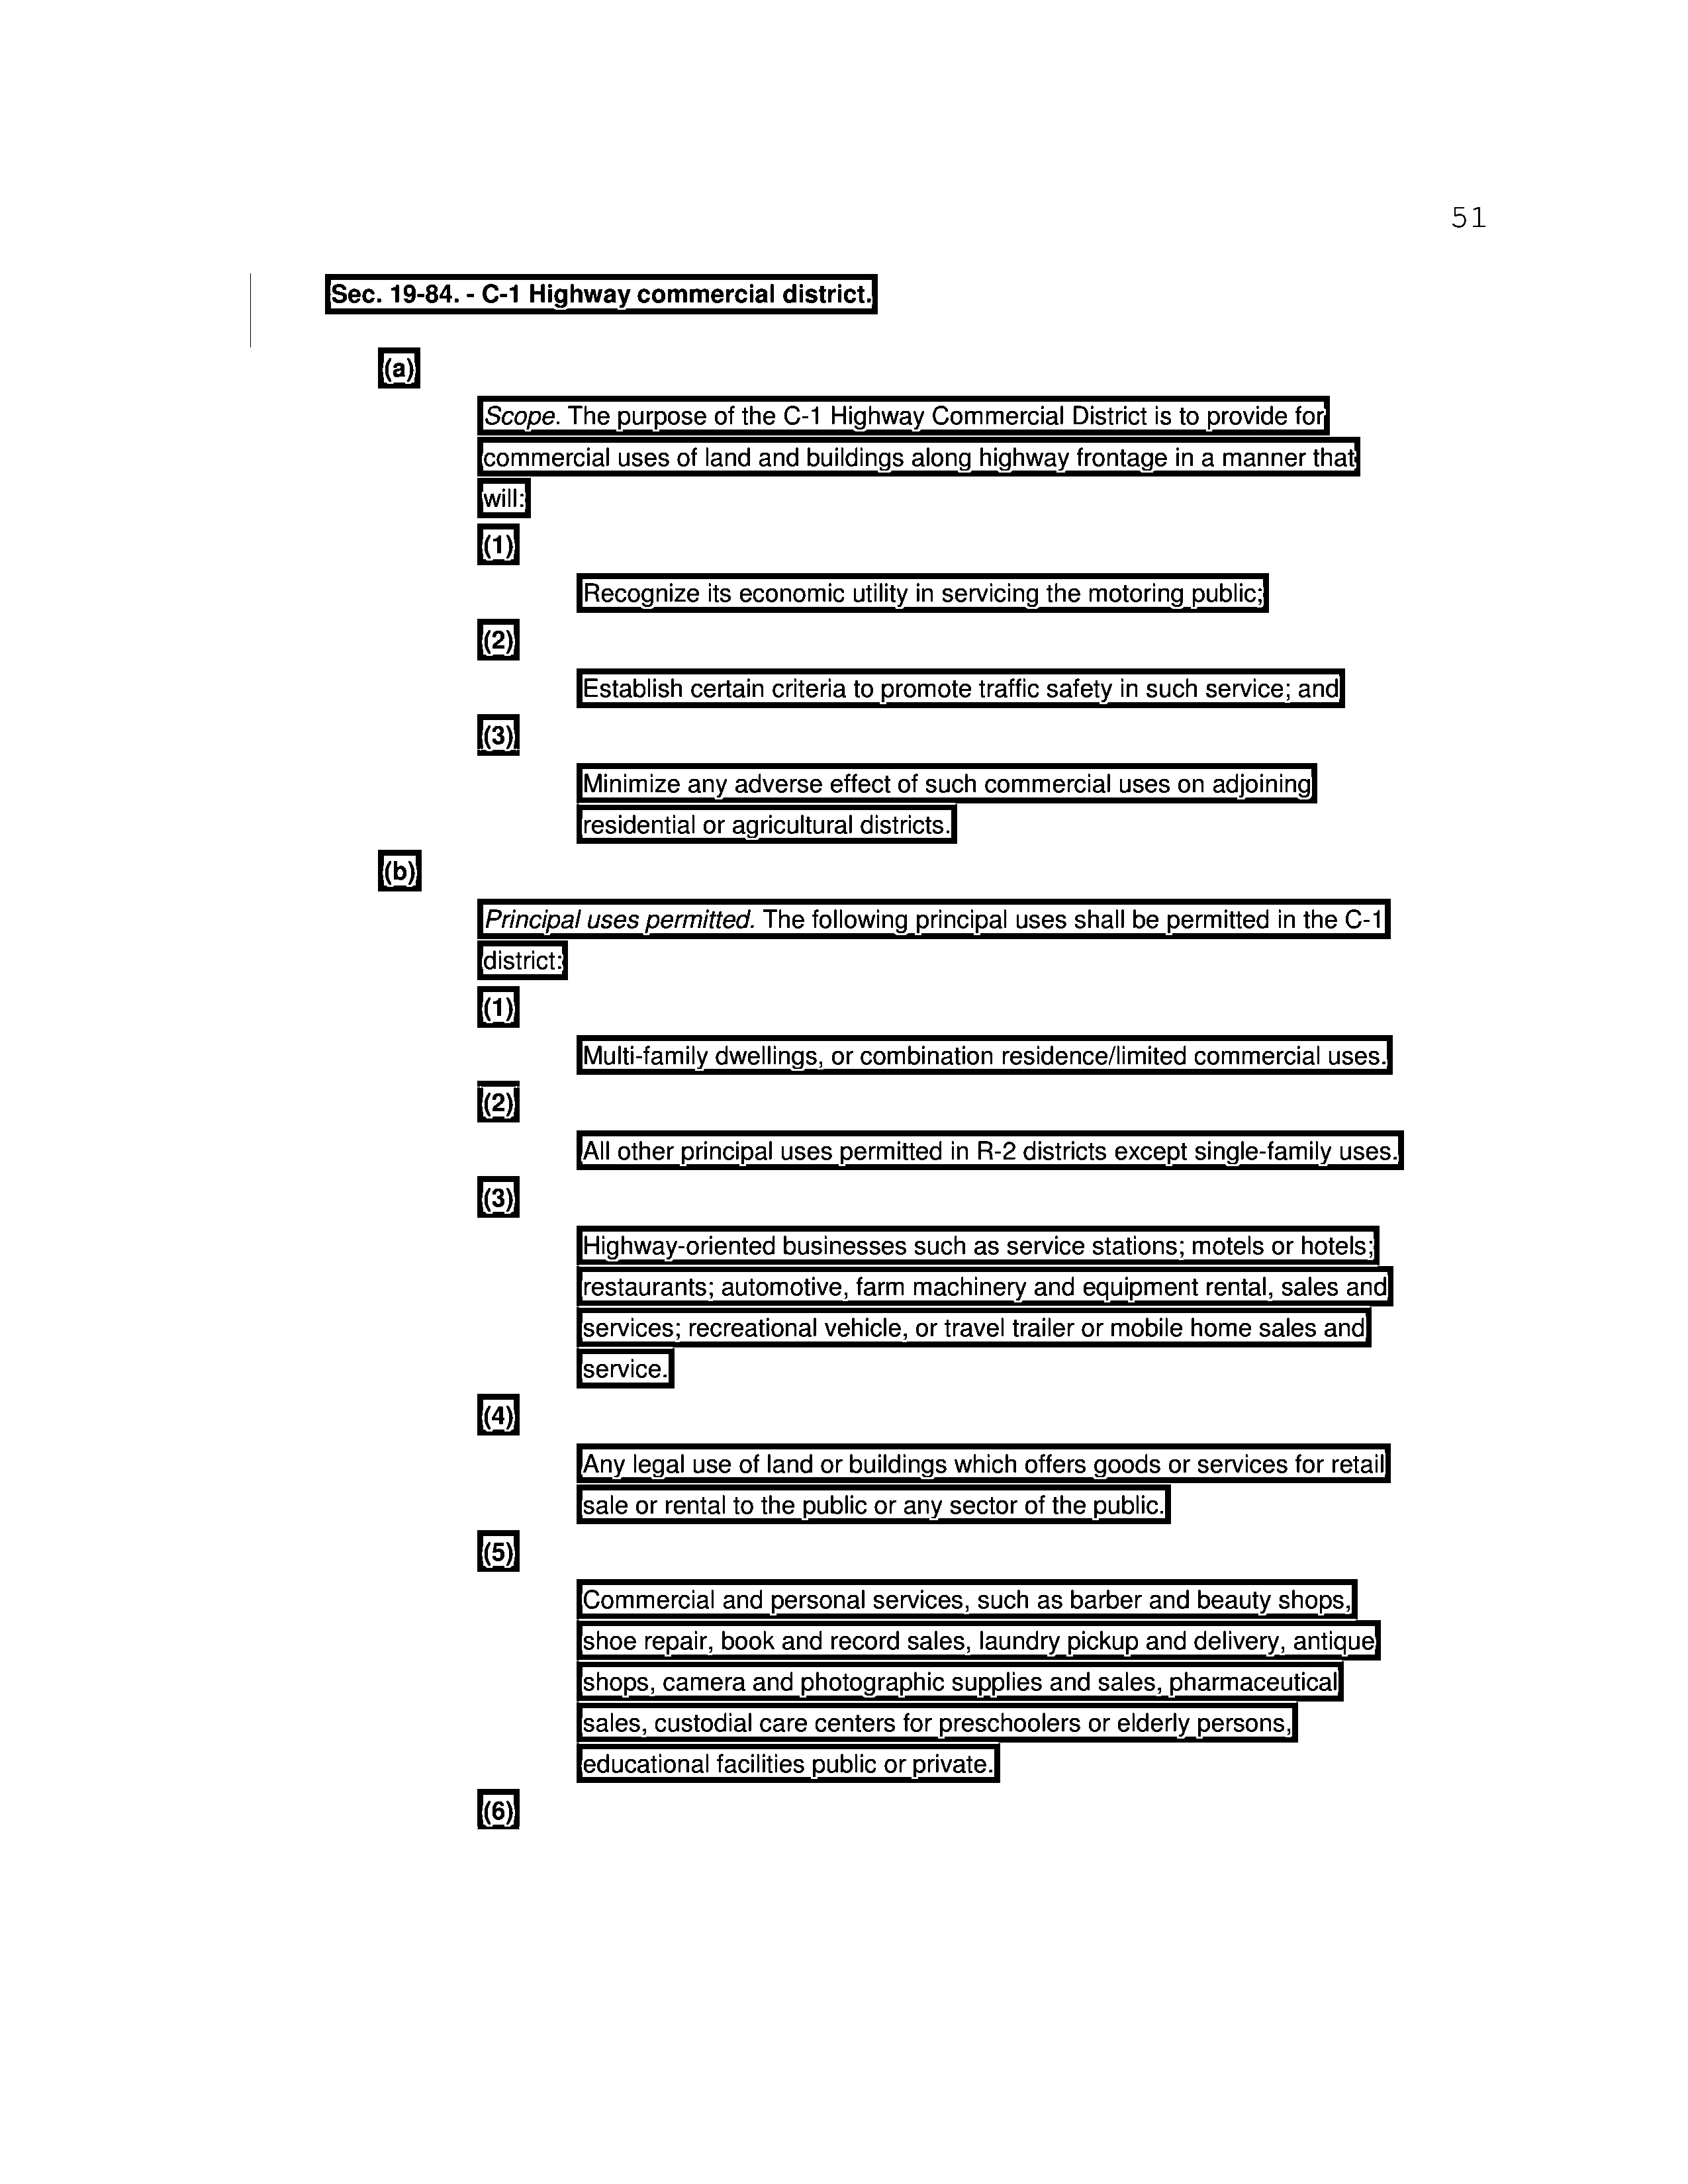 51
Sec. 19-84. - C-1 Highway commercial district.
(a)
Scope. The purpose of the C-1 Highway Commercial District is to provide for
commercial uses of land and buildings along highway frontage in a manner that
will:
(1)
Recognize its economic utility in servicing the motoring public;
(2)
Establish certain criteria to promote traffic safety in such service; and
(3)
Minimize any adverse effect of such commercial uses on adjoining
residential or agricultural districts.
(b)
Principal uses permitted. The following principal uses shall be permitted in the C-1
district:
(1)
Multi-family dwellings, or combination residence/limited commercial uses.
(2)
All other principal uses permitted in R-2 districts except single-family uses.
(3)
Highway-oriented businesses such as service stations; motels or hotels;
restaurants; automotive, farm machinery and equipment rental, sales and
services; recreational vehicle, or travel trailer or mobile home sales and
service.
(4)
Any legal use of land or buildings which offers goods or services for retail
sale or rental to the public or any sector of the public.
(5)
Commercial and personal services, such as barber and beauty shops,
shoe repair, book and record sales, laundry pickup and delivery, antique
shops, camera and photographic supplies and sales, pharmaceutical
sales, custodial care centers for preschoolers or elderly persons,
educational facilities public or private.
(6)